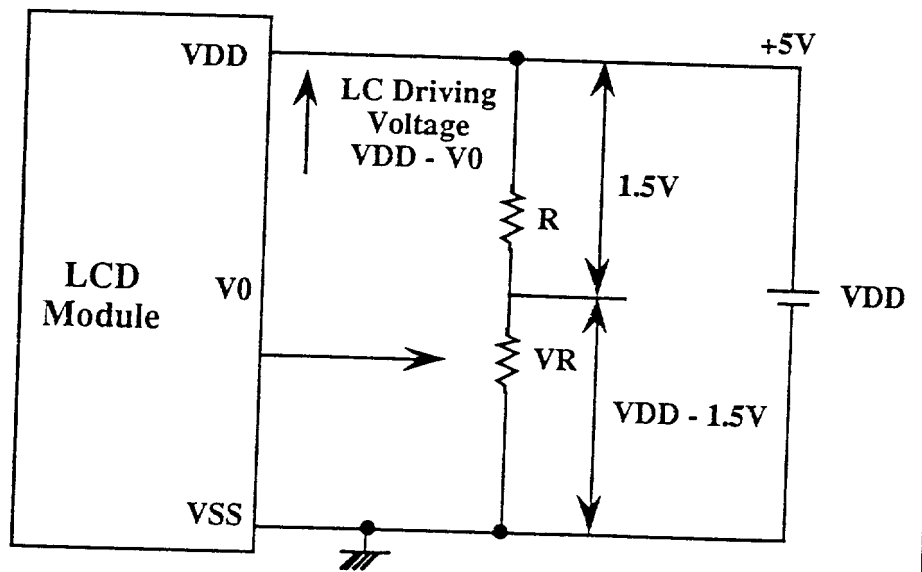 VDD
+5V
LC Driving
Voltage
VDD - V0
1.5V
R
LCD
Module
V0
VDD
VR
VDD - 1.5V
VSS